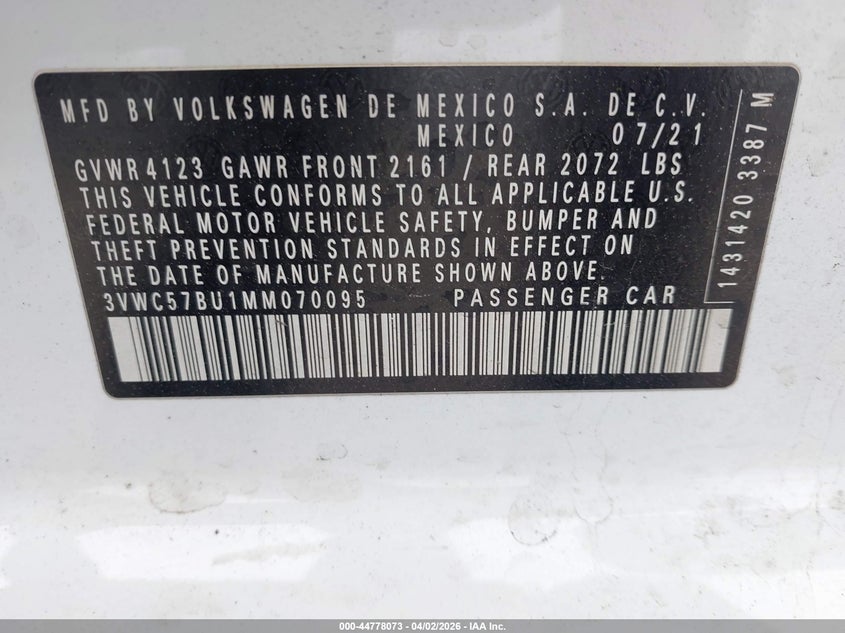 MFD BY VOLKSWAGEN DE MEXICO S.A. DE C.V.
MEXICO 07/21
GVWR 4123 GAWR FRONT 2161 / REAR 2072 LBS
THIS VEHICLE CONFORMS TO ALL APPLICABLE U.S.
FEDERAL MOTOR VEHICLE SAFETY, BUMPER AND
THEFT PREVENTION STANDARDS IN EFFECT ON
THE DATE OF MANUFACTURE SHOWN ABOVE.
3VWC57BU1MM070095 PASSENGER CAR
1431420 3387 M
000-44778073 - 04/02/2026 - IAA Inc.